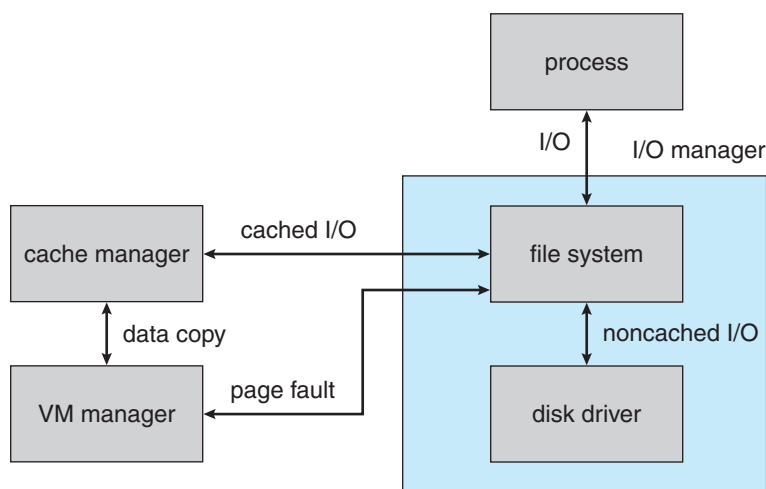 process
I/O
I/O manager
cache manager
cached I/O
file system
data copy
noncached I/O
VM manager
page fault
disk driver